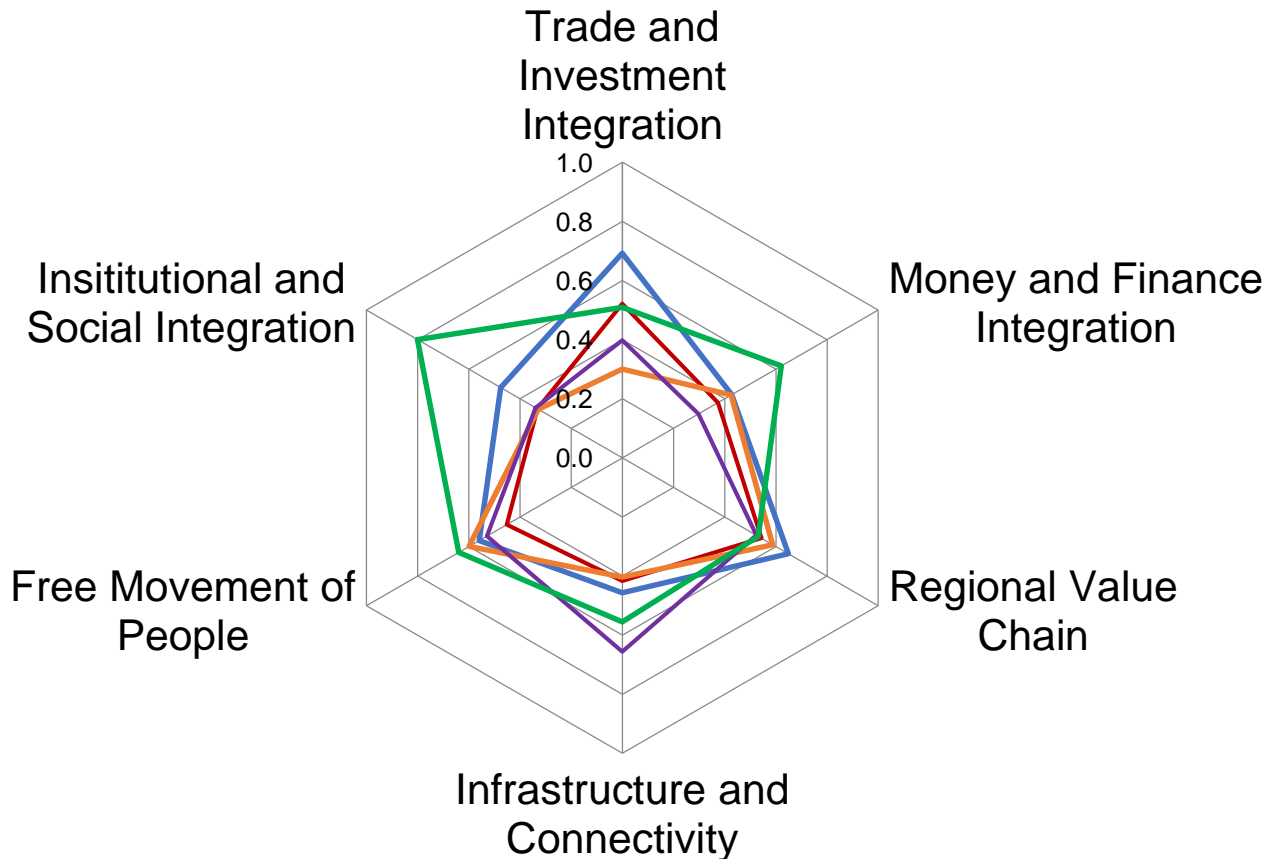 Trade and
Investment
Integration
1.0
0.8
0.6
0.4
0.2
0.0
Insititutional and
Social Integration
Money and Finance
Integration
Free Movement of
People
Regional Value
Chain
Infrastructure and
Connectivity